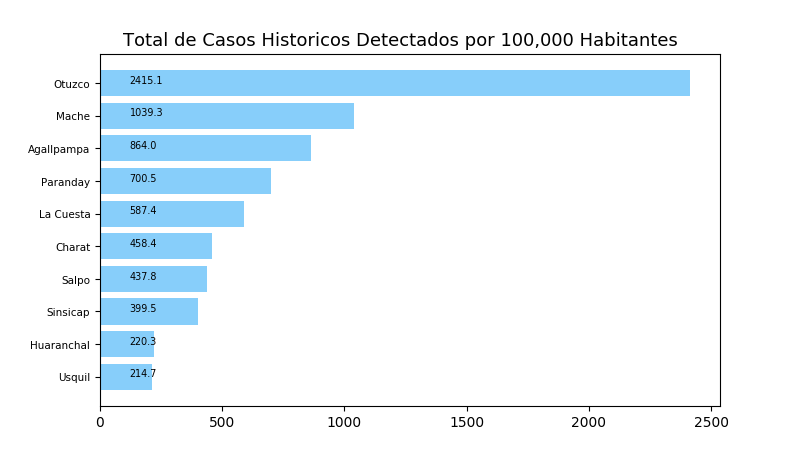 Total de Casos Historicos Detectados por 100,000 Habitantes
Otuzco 2415.1
Mache 1039.3
Agallpampa 864.0
Paranday 700.5
La Cuesta 587.4
Charat 458.4
Salpo 437.8
Sinsicap 399.5
Huaranchal 220.3
Usquil 214.7
0 500 1000 1500 2000 2500